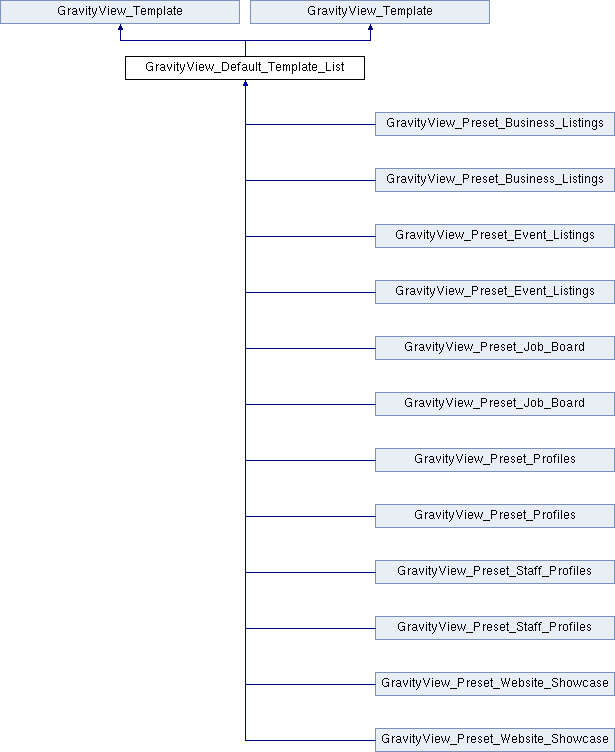 GravityView_Template
GravityView_Template
GravityView_Default_Template_List
GravityView_Preset_Business_Listings
GravityView_Preset_Business_Listings
GravityView_Preset_Event_Listings
GravityView_Preset_Event_Listings
GravityView_Preset_Job_Board
GravityView_Preset_Job_Board
GravityView_Preset_Profiles
GravityView_Preset_Profiles
GravityView_Preset_Staff_Profiles
GravityView_Preset_Staff_Profiles
GravityView_Preset_Website_Showcase
GravityView_Preset_Website_Showcase